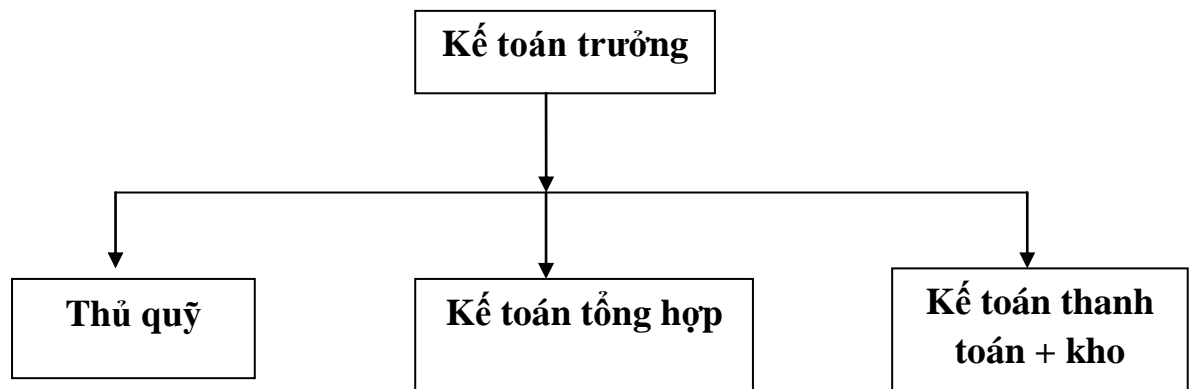 Kế toán trưởng
Thủ quỹ
Kế toán tổng hợp
Kế toán thanh
toán + kho